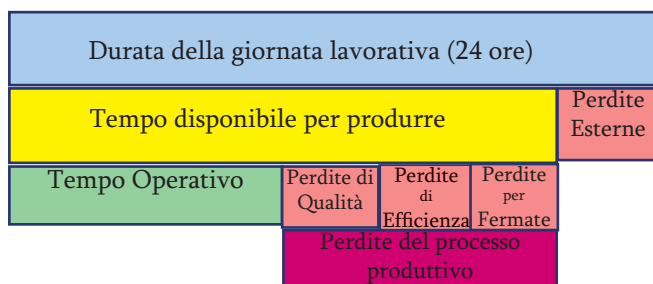 Durata della giornata lavorativa (24 ore)
Tempo disponibile per produrre
Perdite
Esterne
Tempo Operativo
Perdite di
Qualità
Perdite
di
Efficienza
Perdite
per
Fermate
Perdite del processo
produttivo